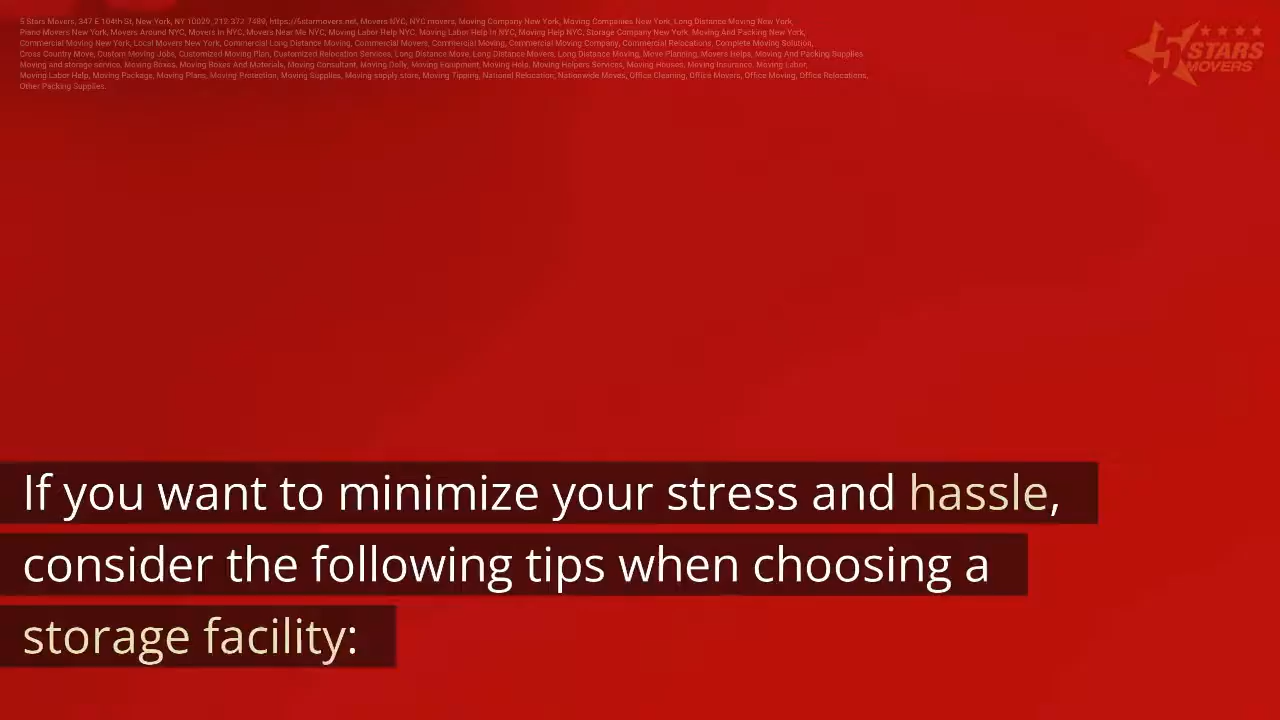 5 Stars Movers, 347 E 104th St, New York, NY 10029, 212-372-7489, https://5starmovers.net, Movers NYC, NYC movers, Moving Company New York, Moving Companies New York, Long Distance Moving New York,
Piano Movers New York, Movers Around NYC, Movers In NYC, Movers Near Me NYC, Moving Labor Help NYC, Moving Labor Help In NYC, Moving Help NYC, Storage Company New York, Moving And Packing New York,
Commercial Moving New York, Local Movers New York, Commercial Long Distance Moving, Commercial Movers, Commercial Moving, Commercial Moving Company, Commercial Relocations, Complete Moving Solution,
Cross Country Move, Custom Moving Jobs, Customized Moving Plan, Customized Relocation Services, Long Distance Move, Long Distance Movers, Long Distance Moving, Move Planning, Movers Helps, Moving And Packing Supplies
Moving and storage service, Moving Boxes, Moving Boxes And Materials, Moving Consultant, Moving Dolly, Moving Equipment, Moving Help, Moving Helpers Services, Moving Houses, Moving Insurance, Moving Labor,
Moving Labor Help, Moving Package, Moving Plans, Moving Protection, Moving Supplies, Moving supply store, Moving Tipping, National Relocation, Nationwide Moves, Office Cleaning, Office Movers, Office Moving, Office Relocations,
Other Packing Supplies.
5 STARS
MOVERS
If you want to minimize your stress and hassle,
consider the following tips when choosing a
storage facility: